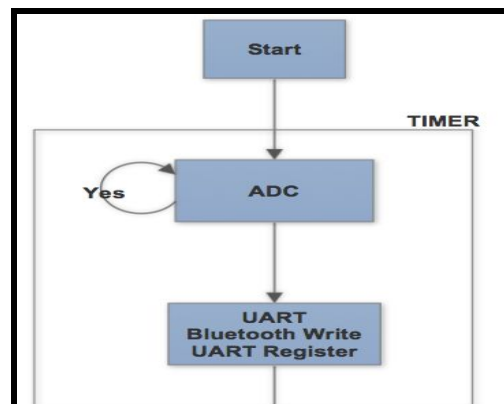 Start
TIMER
Yes
ADC
UART
Bluetooth Write
UART Register